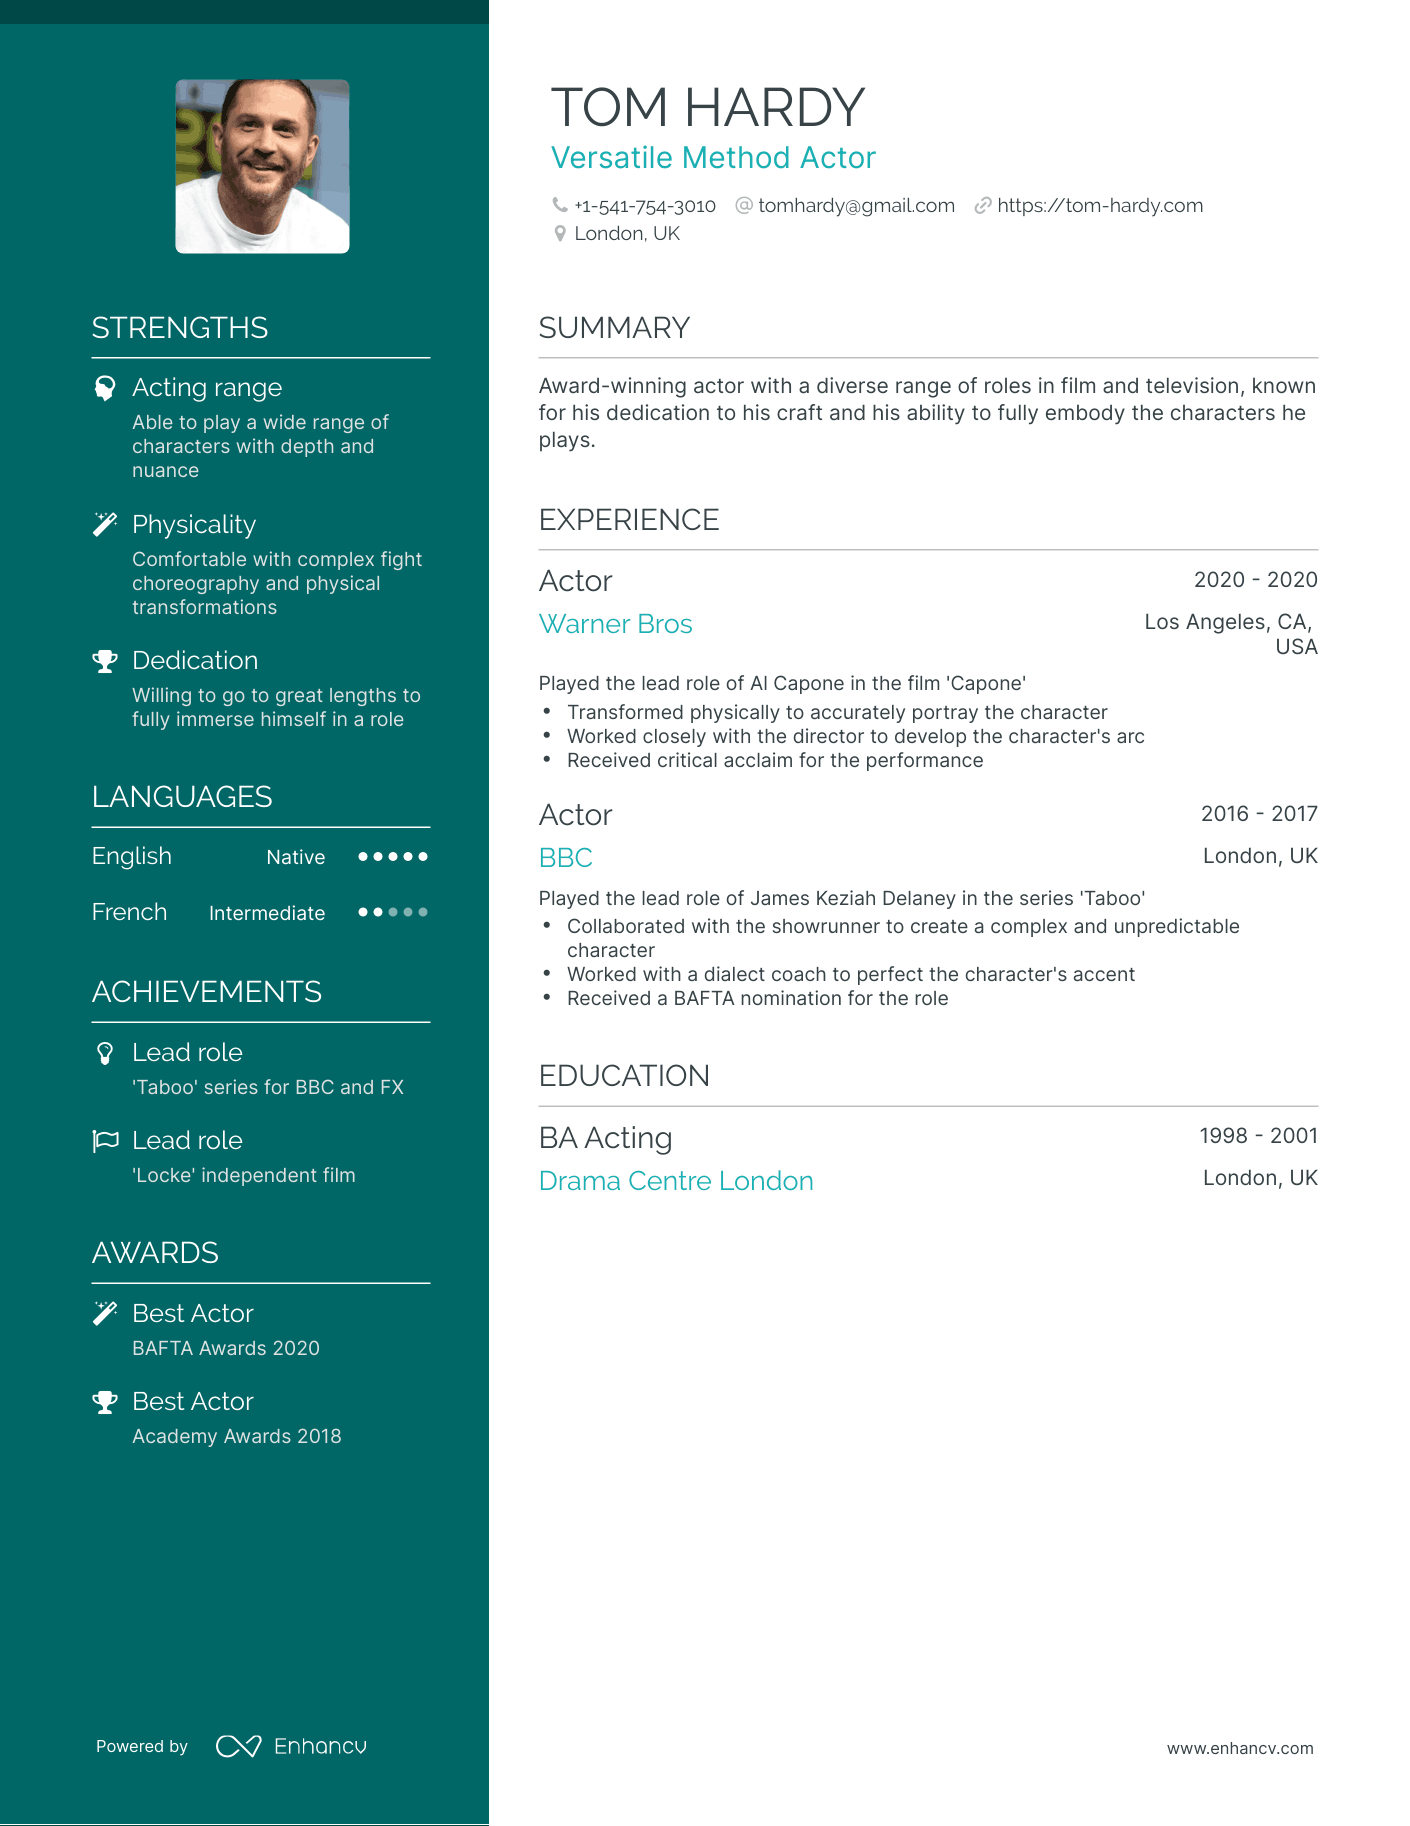 TOM HARDY
Versatile Method Actor
+1-541-754-3010 @ tomhardy@gmail.com https://tom-hardy.com
London, UK
STRENGTHS
Acting range
Able to play a wide range of
characters with depth and
nuance
Physicality
Comfortable with complex fight
choreography and physical
transformations
Dedication
Willing to go to great lengths to
fully immerse himself in a role
LANGUAGES
English Native
French Intermediate
ACHIEVEMENTS
Lead role
'Taboo' series for BBC and FX
Lead role
'Locke' independent film
AWARDS
Best Actor
BAFTA Awards 2020
Best Actor
Academy Awards 2018
SUMMARY
Award-winning actor with a diverse range of roles in film and television, known
for his dedication to his craft and his ability to fully embody the characters he
plays.
EXPERIENCE
Actor 2020 - 2020
Warner Bros Los Angeles, CA,
USA
Played the lead role of Al Capone in the film 'Capone'
• Transformed physically to accurately portray the character
• Worked closely with the director to develop the character's arc
• Received critical acclaim for the performance
Actor 2016 - 2017
BBC London, UK
Played the lead role of James Keziah Delaney in the series 'Taboo'
• Collaborated with the showrunner to create a complex and unpredictable
character
• Worked with a dialect coach to perfect the character's accent
• Received a BAFTA nomination for the role
EDUCATION
BA Acting 1998 - 2001
Drama Centre London London, UK
Powered by Enhancv
www.enhancv.com